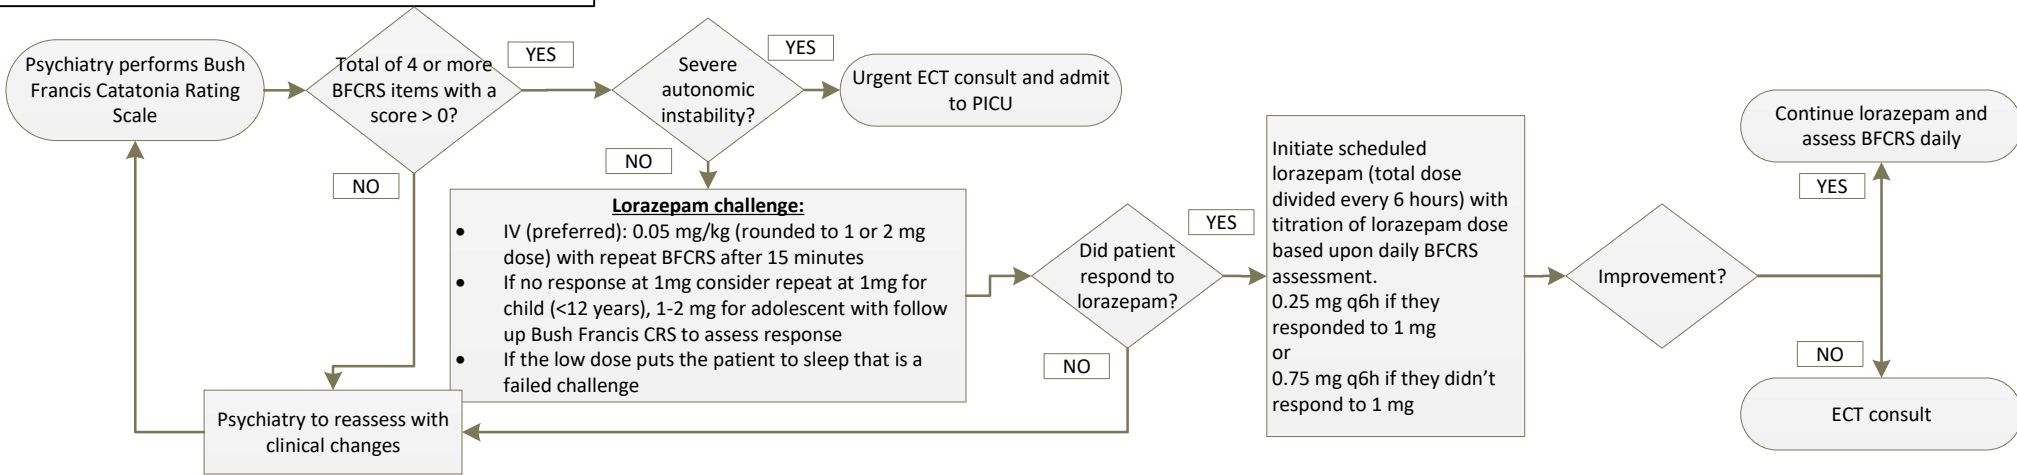 Psychiatry performs Bush
Francis Catatonia Rating
Scale
Total of 4 or more
BFCRS items with a
score > 0?
YES
NO
Severe
autonomic
instability?
YES
NO
Urgent ECT consult and admit
to PICU
Lorazepam challenge:
• IV (preferred): 0.05 mg/kg (rounded to 1 or 2 mg
dose) with repeat BFCRS after 15 minutes
• If no response at 1mg consider repeat at 1mg for
child (<12 years), 1-2 mg for adolescent with follow
up Bush Francis CRS to assess response
• If the low dose puts the patient to sleep that is a
failed challenge
Did patient
respond to
lorazepam?
YES
NO
Psychiatry to reassess with
clinical changes
Initiate scheduled
lorazepam (total dose
divided every 6 hours) with
titration of lorazepam dose
based upon daily BFCRS
assessment.
0.25 mg q6h if they
responded to 1 mg
or
0.75 mg q6h if they didn’t
respond to 1 mg
Improvement?
YES
Continue lorazepam and
assess BFCRS daily
NO
ECT consult